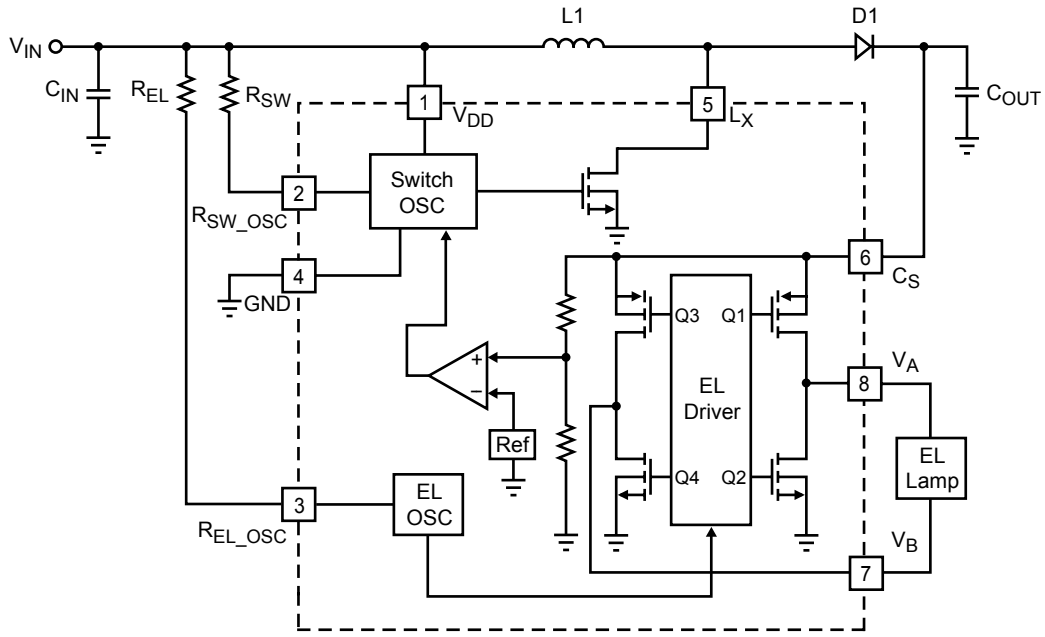 L1
D1
VIN
CIN
REL
RSW
1
VDD
5
LX
COUT
2
RSW_OSC
Switch
OSC
6
CS
4
GND
Q3
Q1
+
–
EL
Driver
8
VA
Ref
EL
Lamp
Q4
Q2
3
REL_OSC
EL
OSC
VB
7